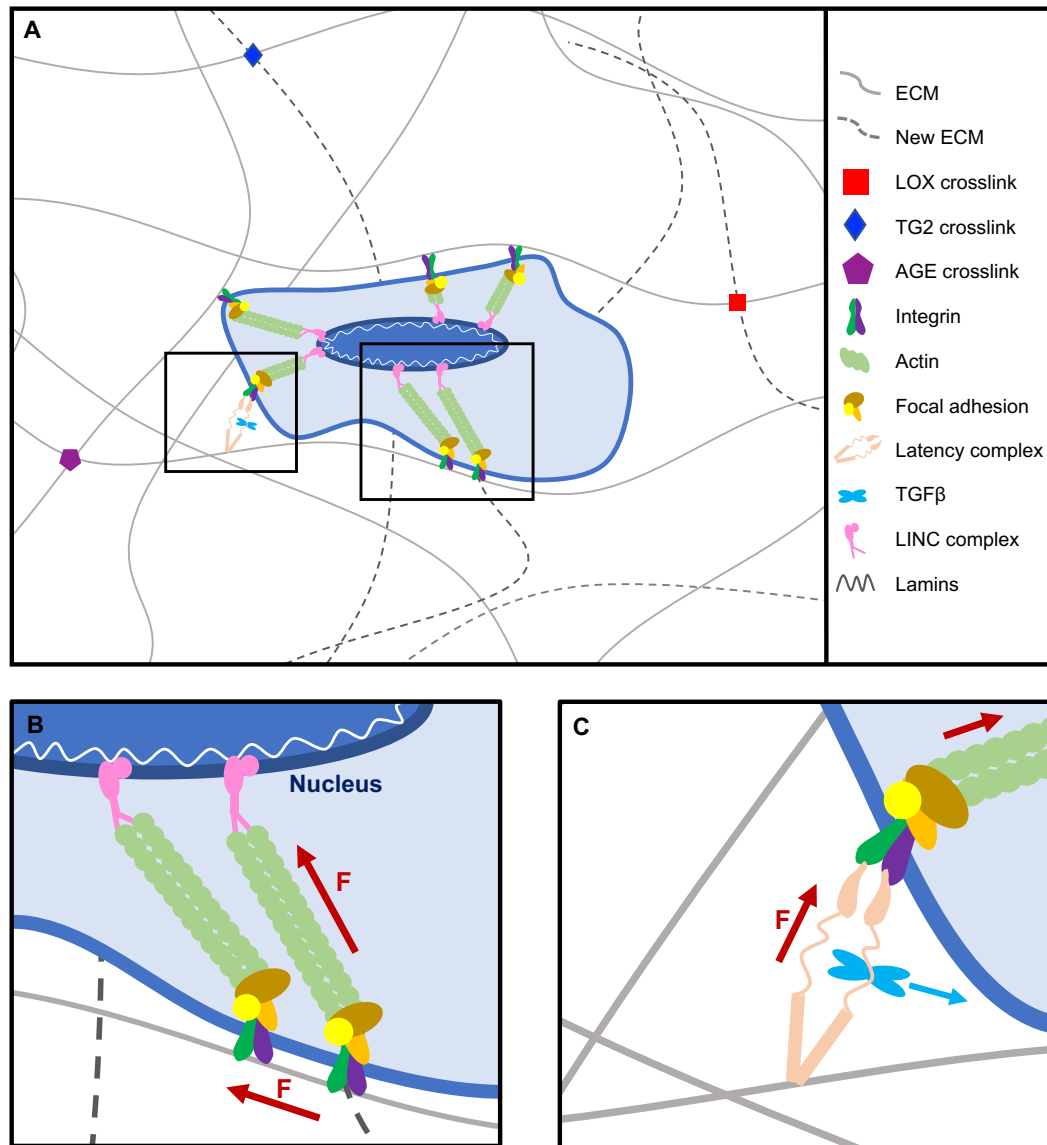 A
ECM
New ECM
LOX crosslink
TG2 crosslink
AGE crosslink
Integrin
Actin
Focal adhesion
Latency complex
TGFβ
LINC complex
Lamins
B
Nucleus
F
F
C
F